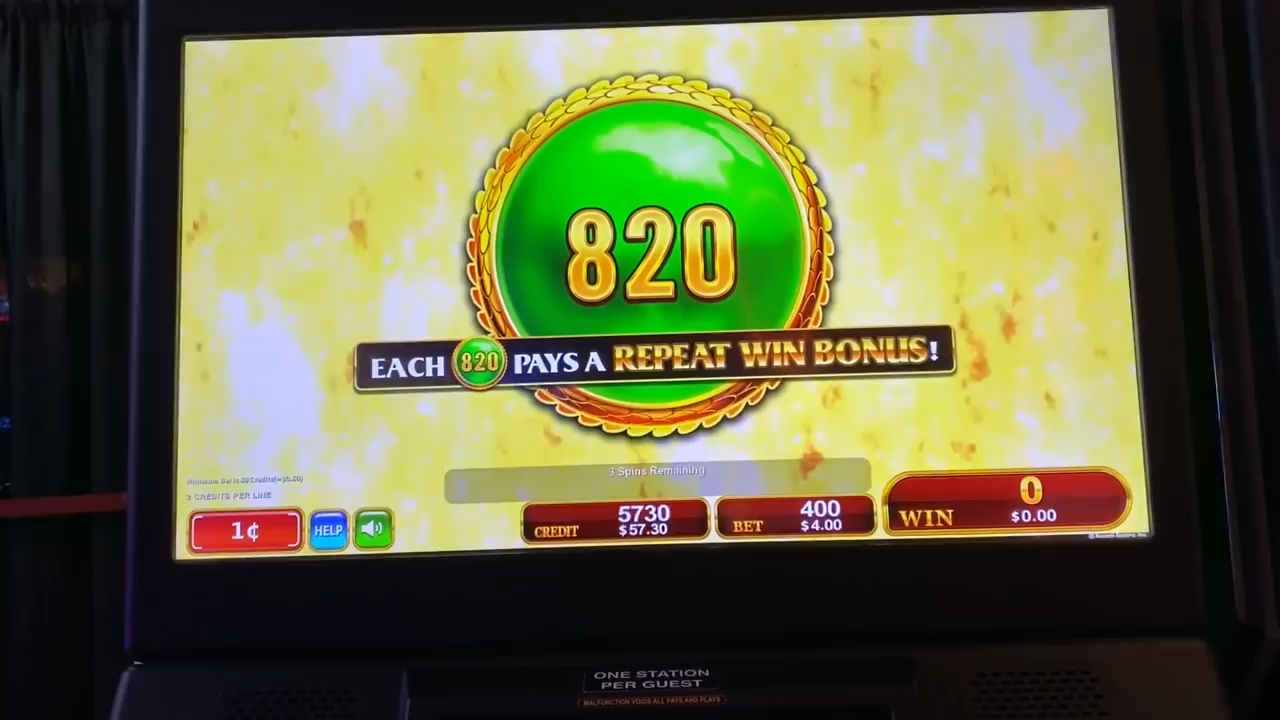 820
EACH 820 PAYS A REPEAT WIN BONUS!
3 Spins Remaining
2 CREDITS PER LINE
1¢
HELP
CREDIT
5730
$57.30
BET
400
$4.00
WIN
0
$0.00
ONE STATION
PER GUEST
MALFUNCTION VOIDS ALL PAYS AND PLAYS